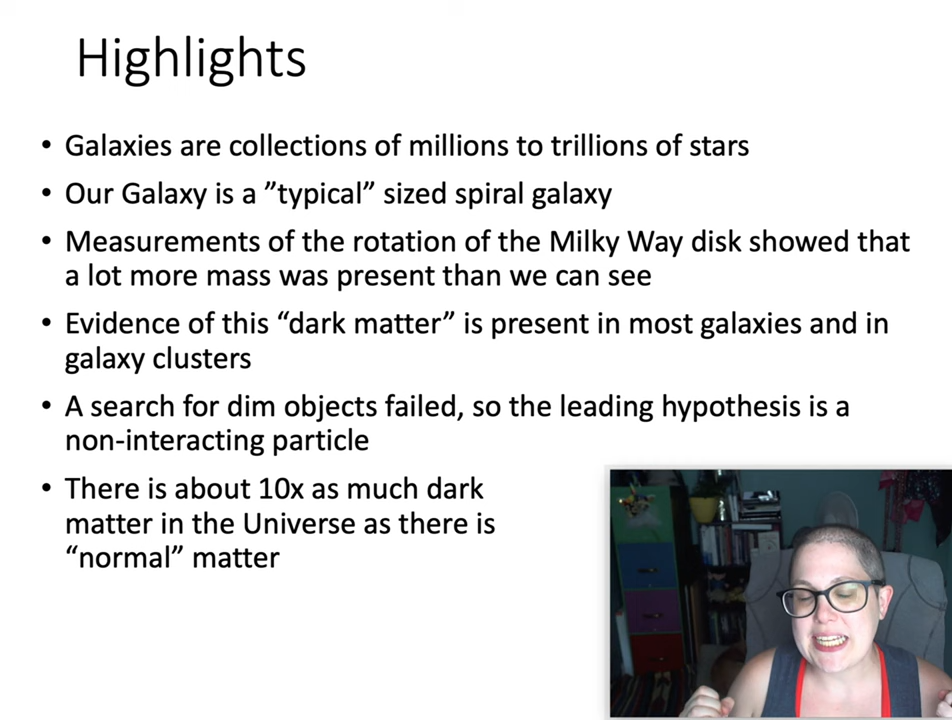 Highlights
• Galaxies are collections of millions to trillions of stars
• Our Galaxy is a ”typical” sized spiral galaxy
• Measurements of the rotation of the Milky Way disk showed that
a lot more mass was present than we can see
• Evidence of this “dark matter” is present in most galaxies and in
galaxy clusters
• A search for dim objects failed, so the leading hypothesis is a
non-interacting particle
• There is about 10x as much dark
matter in the Universe as there is
“normal” matter